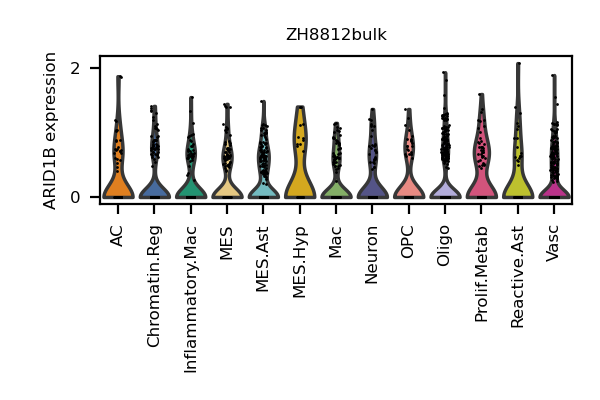 ZH8812bulk
ARID1B expression
2
0
AC
Chromatin.Reg
Inflammatory.Mac
MES
MES.Ast
MES.Hyp
Mac
Neuron
OPC
Oligo
Prolif.Metab
Reactive.Ast
Vasc